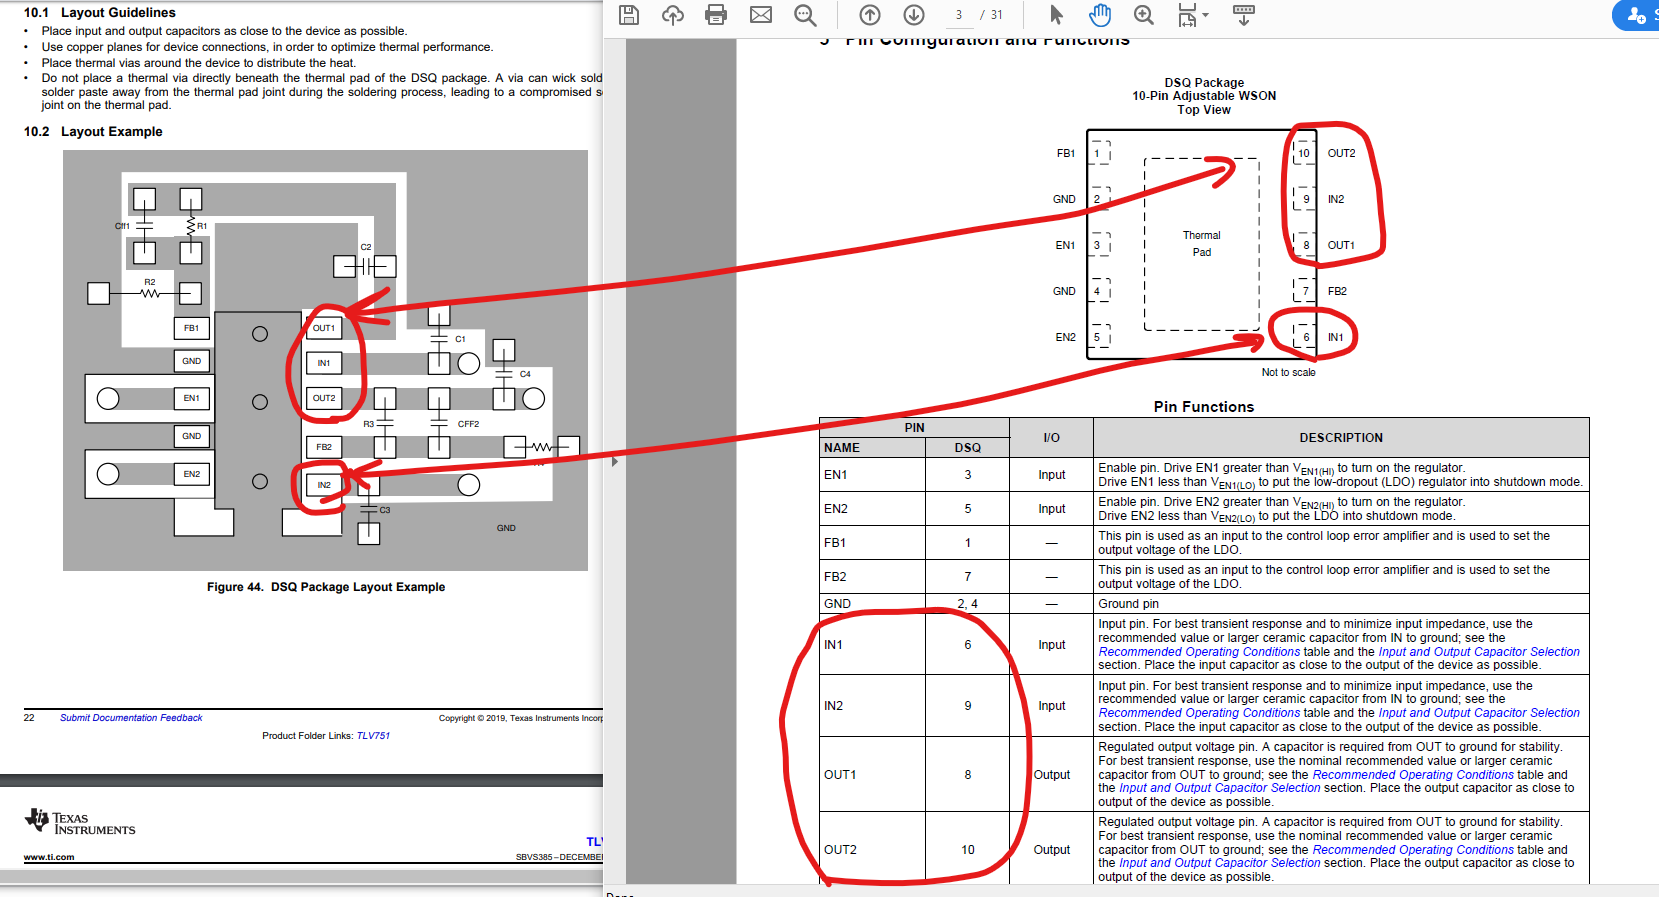 10.1 Layout Guidelines
• Place input and output capacitors as close to the device as possible.
• Use copper planes for device connections, in order to optimize thermal performance.
• Place thermal vias around the device to distribute the heat.
• Do not place a thermal via directly beneath the thermal pad of the DSQ package. A via can wick sold
solder paste away from the thermal pad joint during the soldering process, leading to a compromised s
joint on the thermal pad.
10.2 Layout Example
Cff1
R1
C2
R2
FB1
OUT1
C1
GND
IN1
C4
EN1
OUT2
R3
CFF2
GND
FB2
EN2
IN2
C3
GND
Figure 44. DSQ Package Layout Example
22 Submit Documentation Feedback
Copyright © 2019, Texas Instruments Incorp
Product Folder Links: TLV751
TEXAS
INSTRUMENTS
TL
www.ti.com
SBVS385–DECEMBE
3 / 31
5 Pin Configuration and Functions
DSQ Package
10-Pin Adjustable WSON
Top View
FB1 1 10 OUT2
GND 2 9 IN2
EN1 3 8 OUT1
Thermal
Pad
GND 4 7 FB2
EN2 5 6 IN1
Not to scale
Pin Functions
PIN
I/O
DESCRIPTION
NAME DSQ
EN1 3 Input Enable pin. Drive EN1 greater than VEN1(HI) to turn on the regulator.
Drive EN1 less than VEN1(LO) to put the low-dropout (LDO) regulator into shutdown mode.
EN2 5 Input Enable pin. Drive EN2 greater than VEN2(HI) to turn on the regulator.
Drive EN2 less than VEN2(LO) to put the LDO into shutdown mode.
FB1 1 — This pin is used as an input to the control loop error amplifier and is used to set the
output voltage of the LDO.
FB2 7 — This pin is used as an input to the control loop error amplifier and is used to set the
output voltage of the LDO.
GND 2, 4 — Ground pin
IN1 6 Input Input pin. For best transient response and to minimize input impedance, use the
recommended value or larger ceramic capacitor from IN to ground; see the
Recommended Operating Conditions table and the Input and Output Capacitor Selection
section. Place the input capacitor as close to the output of the device as possible.
IN2 9 Input Input pin. For best transient response and to minimize input impedance, use the
recommended value or larger ceramic capacitor from IN to ground; see the
Recommended Operating Conditions table and the Input and Output Capacitor Selection
section. Place the input capacitor as close to the output of the device as possible.
OUT1 8 Output Regulated output voltage pin. A capacitor is required from OUT to ground for stability.
For best transient response, use the nominal recommended value or larger ceramic
capacitor from OUT to ground; see the Recommended Operating Conditions table and
the Input and Output Capacitor Selection section. Place the output capacitor as close to
output of the device as possible.
OUT2 10 Output Regulated output voltage pin. A capacitor is required from OUT to ground for stability.
For best transient response, use the nominal recommended value or larger ceramic
capacitor from OUT to ground; see the Recommended Operating Conditions table and
the Input and Output Capacitor Selection section. Place the output capacitor as close to
output of the device as possible.